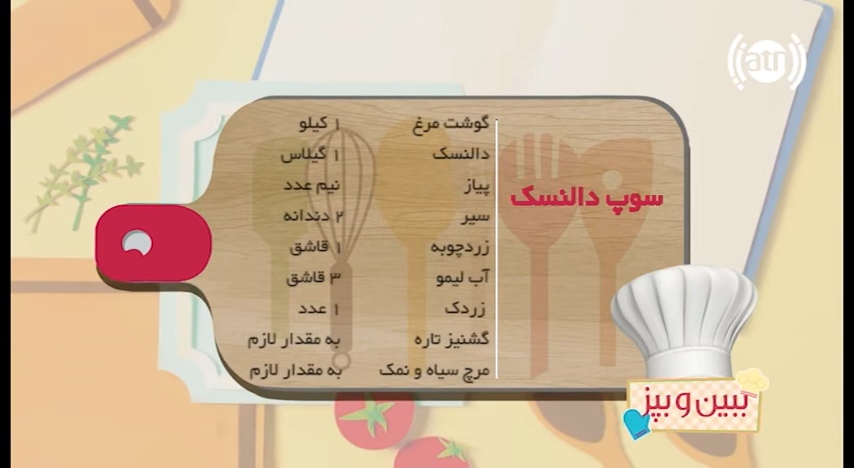 atn
سوپ دالنسک
گوشت مرغ ۱ کیلو
دالنسک ۱ گیلاس
پیاز نیم عدد
سیر ۲ دندانه
زردچوبه ۱ قاشق
آب لیمو ۳ قاشق
زردک ۱ عدد
گشنیز تازه به مقدار لازم
مرچ سیاه و نمک به مقدار لازم
ببین و بپز